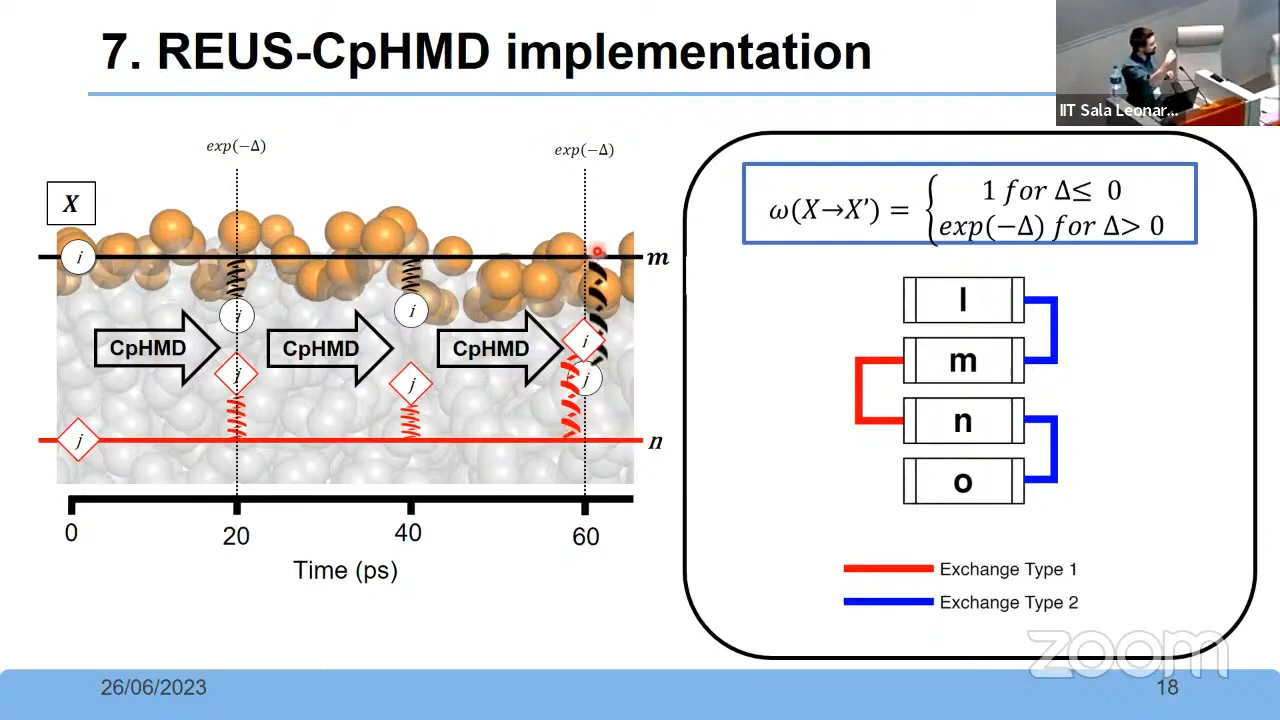 7. REUS-CpHMD implementation
IIT Sala Leonar...
exp(−Δ)
exp(−Δ)
X
i
m
i
i
i
CpHMD
CpHMD
CpHMD
j
j
j
j
n
0
20
40
60
Time (ps)
ω(X→X’) = { 1 for Δ≤ 0
exp(−Δ) for Δ> 0
l
m
n
o
Exchange Type 1
Exchange Type 2
zoom
26/06/2023
18